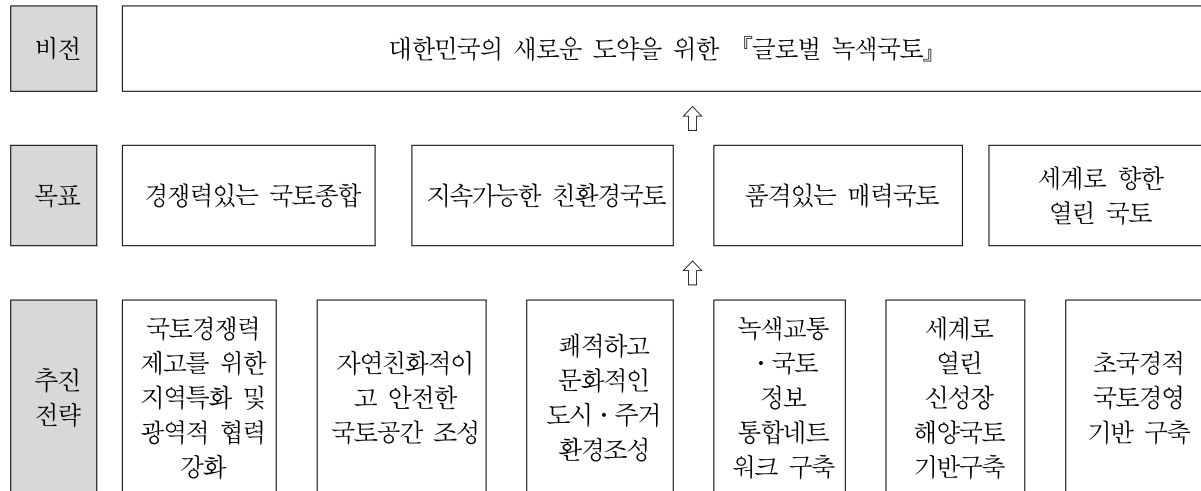 비전
대한민국의 새로운 도약을 위한 『글로벌 녹색국토』
⇧
목표
경쟁력있는 국토종합
지속가능한 친환경국토
품격있는 매력국토
세계로 향한
열린 국토
⇧
추진
전략
국토경쟁력
제고를 위한
지역특화 및
광역적 협력
강화
자연친화적이
고 안전한
국토공간 조성
쾌적하고
문화적인
도시·주거
환경조성
녹색교통
·국토
정보
통합네트
워크 구축
세계로
열린
신성장
해양국토
기반구축
초국경적
국토경영
기반 구축